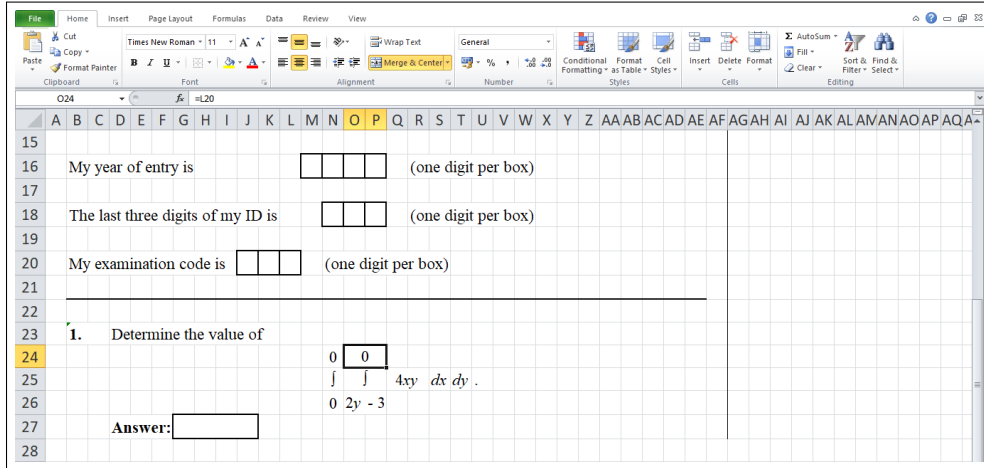 File Home Insert Page Layout Formulas Data Review View
Paste Cut Copy Format Painter Clipboard
Times New Roman 11 A A B I U A Font
Wrap Text Merge & Center Alignment
General % , .0 .00 .00 .0 Number
Conditional Formatting Format as Table Cell Styles Styles
Insert Delete Format Cells
Σ AutoSum Fill Clear Sort & Filter Find & Select Editing
O24 fx =L20
A B C D E F G H I J K L M N O P Q R S T U V W X Y Z AA AB AC AD AE AF AG AH AI AJ AK AL AM AN AO AP AQ
15
16 My year of entry is (one digit per box)
17
18 The last three digits of my ID is (one digit per box)
19
20 My examination code is (one digit per box)
21
22
23 1. Determine the value of
24 0 0
25 ∫ ∫ 4xy dx dy .
26 0 2y - 3
27 Answer:
28